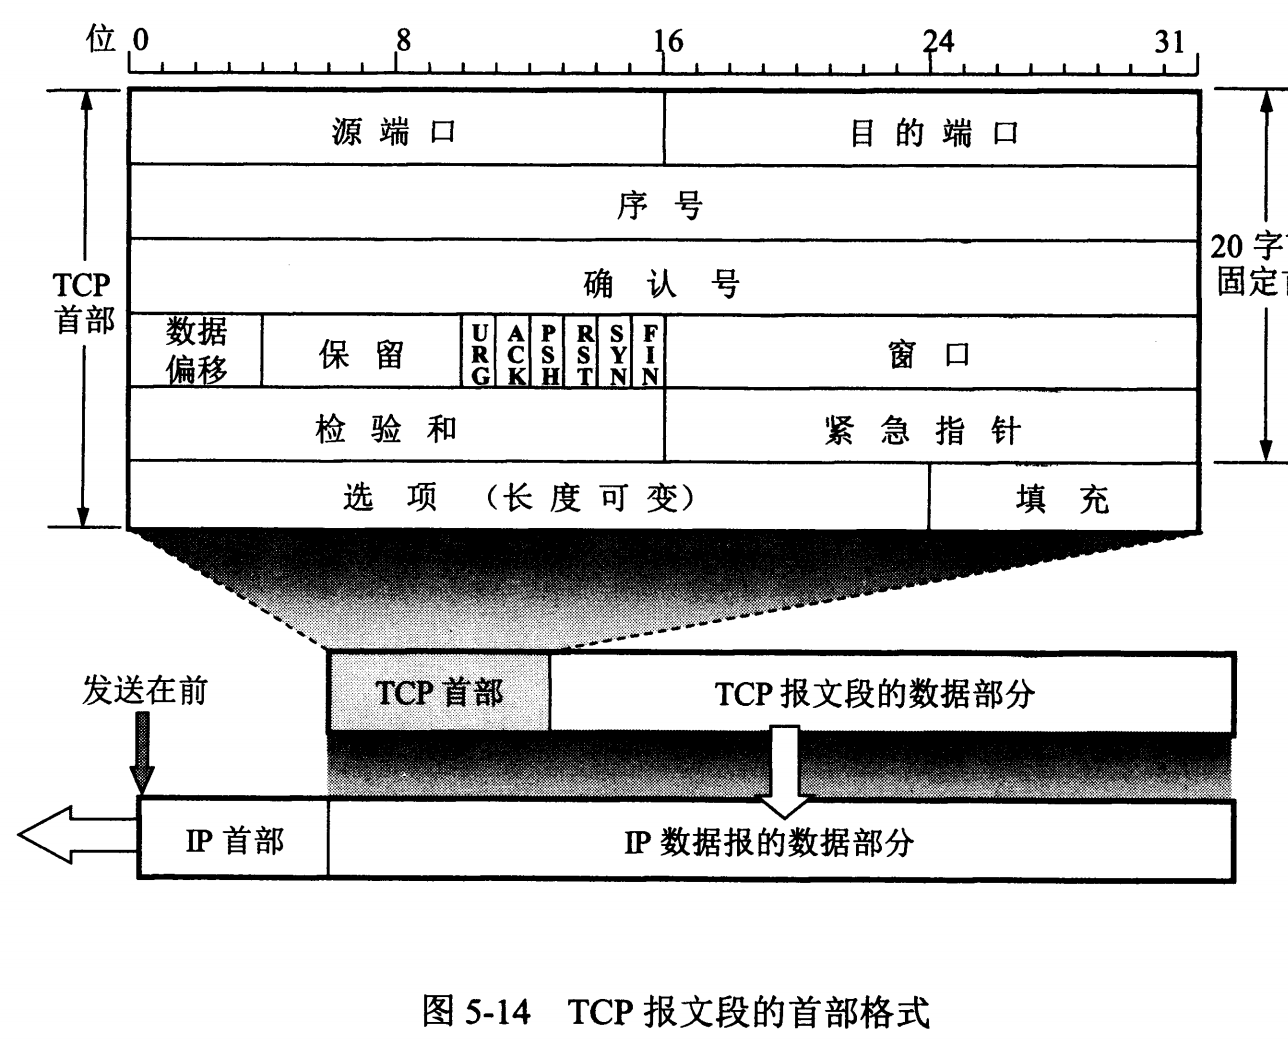 位 0 8 16 24 31
源端口 目的端口
序号
确认号
TCP
首部
20 字
固定
数据
偏移
保留
URG
ACK
PSH
RST
SYN
FIN
窗口
检验和 紧急指针
选项 (长度可变) 填充
发送在前
TCP 首部 TCP 报文段的数据部分
IP 首部 IP 数据报的数据部分
图 5-14 TCP 报文段的首部格式